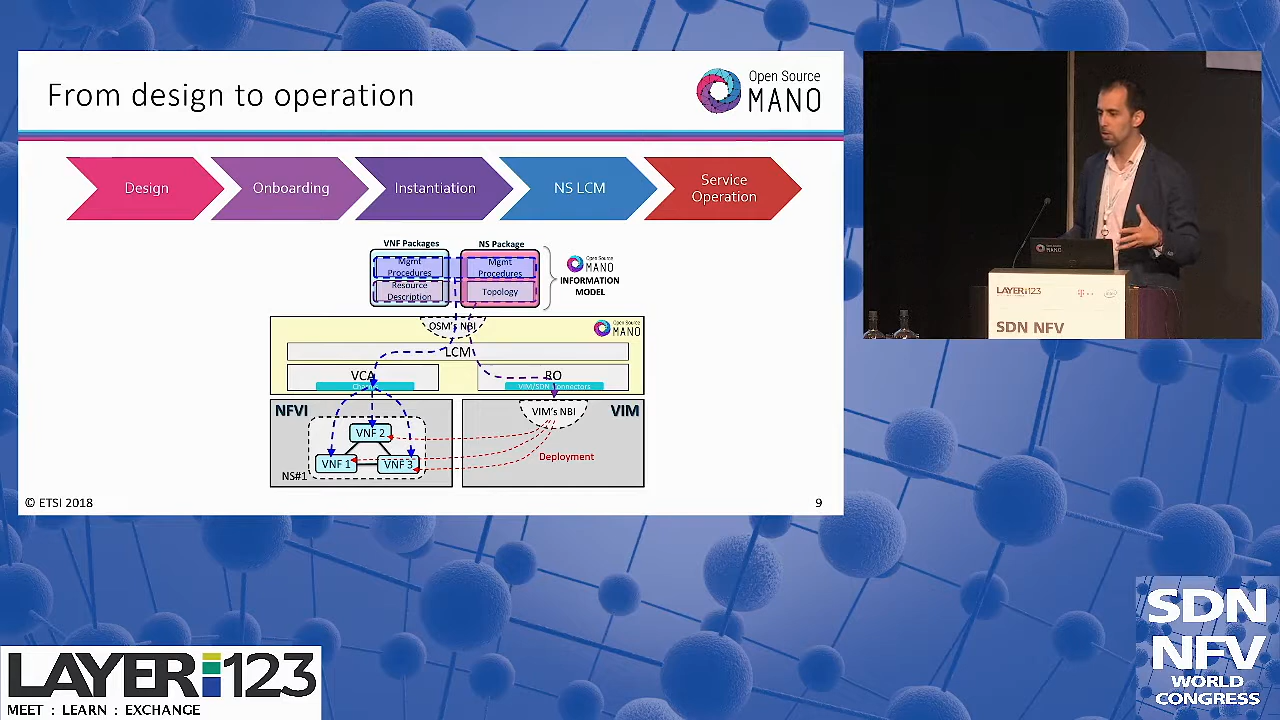 From design to operation
Open Source
MANO
Design
Onboarding
Instantiation
NS LCM
Service
Operation
VNF Packages
NS Package
Mgmt
Procedures
Resource
Description
Mgmt
Procedures
Topology
Open Source
MANO
INFORMATION
MODEL
OSM's NBI
Open Source
MANO
LCM
VCA
RO
VIM/SDN Connectors
NFVI
VIM's NBI
VIM
VNF 2
VNF 1
VNF 3
NS#1
Deployment
© ETSI 2018
9
LAYER123
SDN NFV
SDN
NFV
WORLD
CONGRESS
LAYER123
MEET : LEARN : EXCHANGE